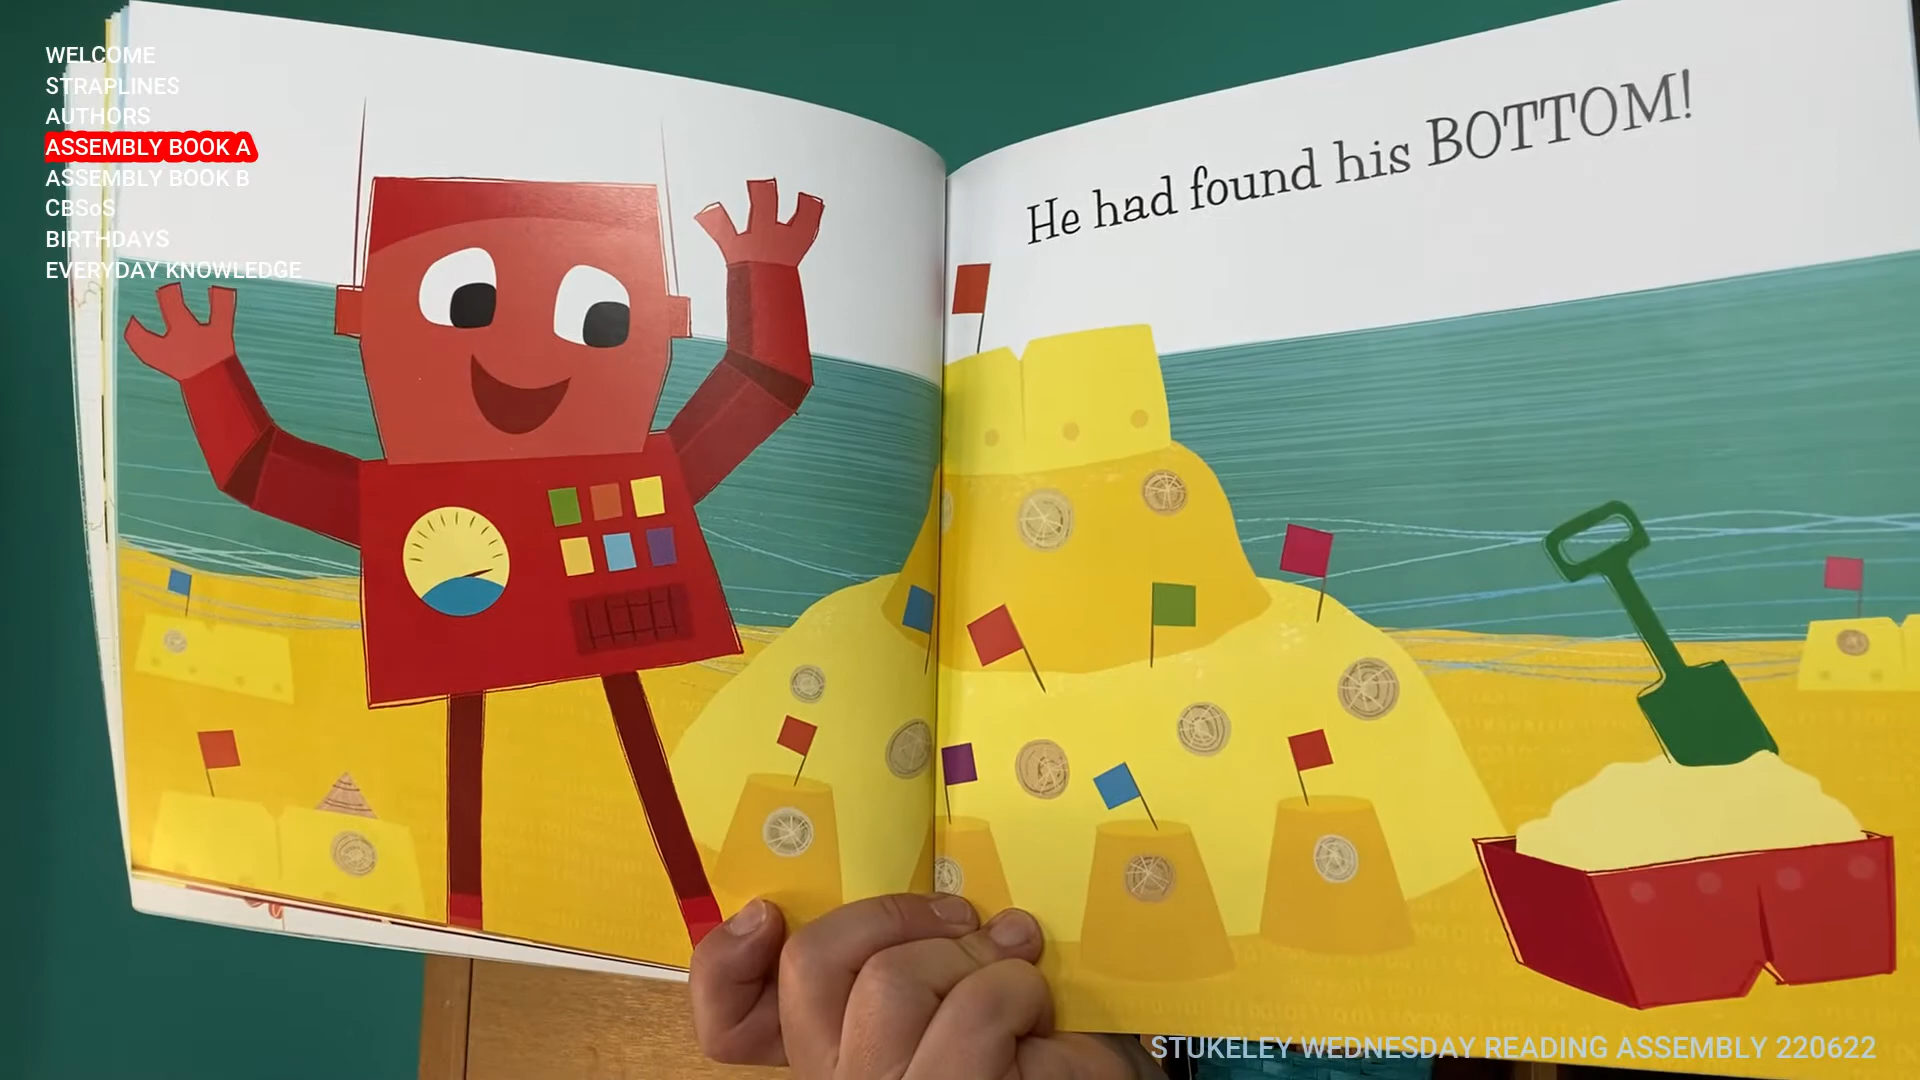 WELCOME
STRAPLINES
AUTHORS
ASSEMBLY BOOK A
ASSEMBLY BOOK B
CBSoS
BIRTHDAYS
EVERYDAY KNOWLEDGE
He had found his BOTTOM!
STUKELEY WEDNESDAY READING ASSEMBLY 220622